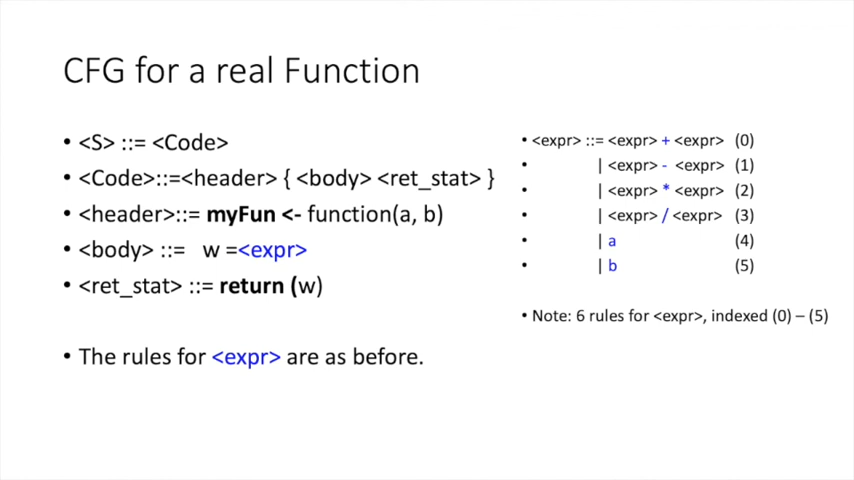 CFG for a real Function
• <S> ::= <Code>
• <Code>::=<header> { <body> <ret_stat> }
• <header>::= myFun <- function(a, b)
• <body> ::= w =<expr>
• <ret_stat> ::= return (w)
• The rules for <expr> are as before.
• <expr> ::= <expr> + <expr> (0)
• | <expr> - <expr> (1)
• | <expr> * <expr> (2)
• | <expr> / <expr> (3)
• | a (4)
• | b (5)
• Note: 6 rules for <expr>, indexed (0) – (5)